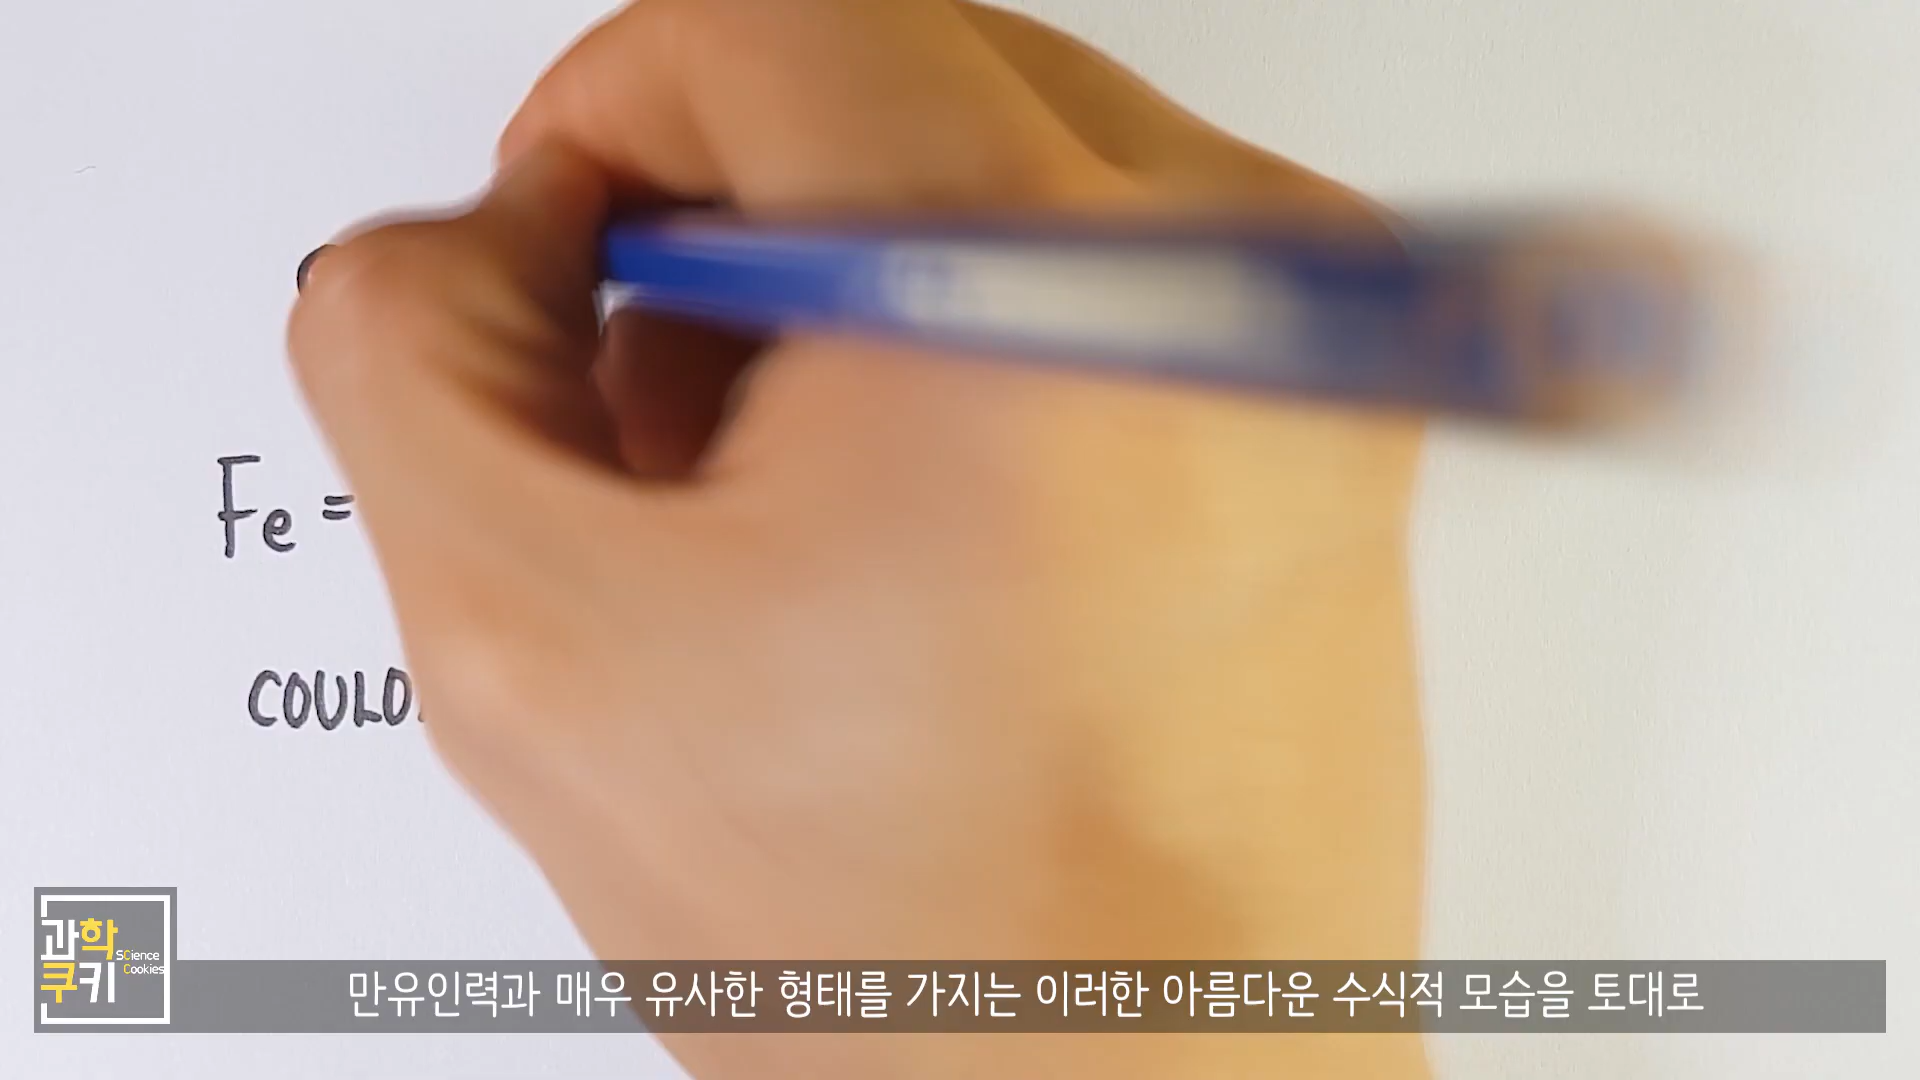 Fe =
COULO
과학
쿠키
Science
Cookies
만유인력과 매우 유사한 형태를 가지는 이러한 아름다운 수식적 모습을 토대로